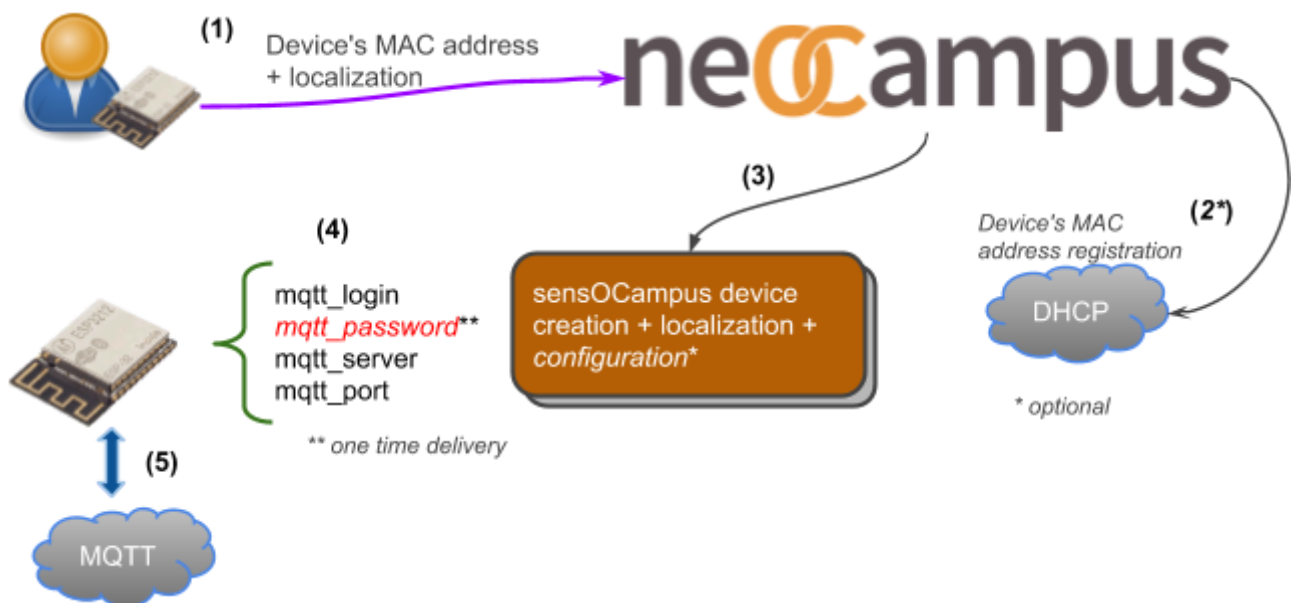 (1)
Device's MAC address
+ localization
neOCampus
(3)
(2*)
Device's MAC
address registration
DHCP
* optional
sensOCampus device
creation + localization +
configuration*
(4)
mqtt_login
mqtt_password**
mqtt_server
mqtt_port
** one time delivery
ESP3212
(5)
MQTT